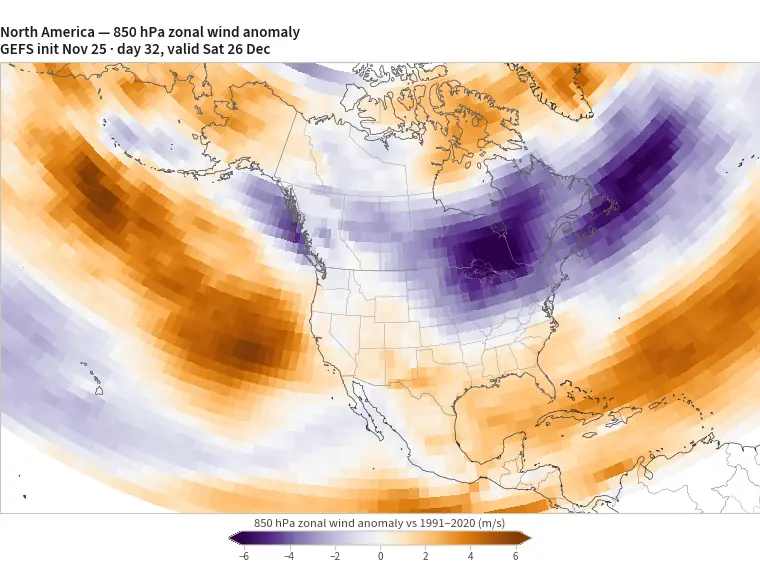 North America — 850 hPa zonal wind anomaly
GEFS init Nov 25 · day 32, valid Sat 26 Dec
850 hPa zonal wind anomaly vs 1991–2020 (m/s)
−6 −4 −2 0 2 4 6